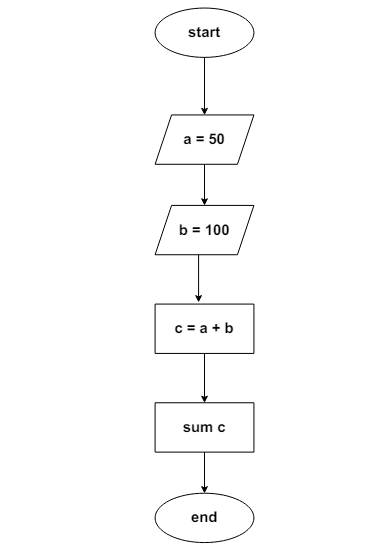 start
a = 50
b = 100
c = a + b
sum c
end